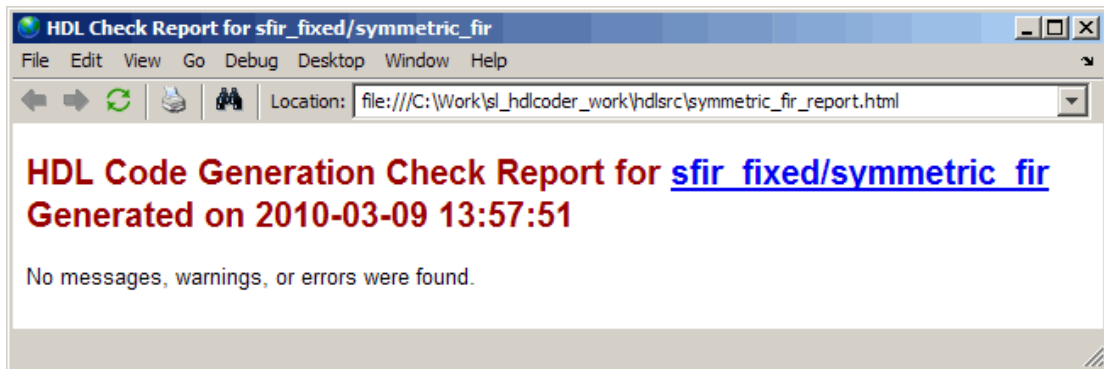 HDL Check Report for sfir_fixed/symmetric_fir
File Edit View Go Debug Desktop Window Help
Location: file:///C:\Work\sl_hdlcoder_work\hdlsrc\symmetric_fir_report.html
HDL Code Generation Check Report for sfir_fixed/symmetric_fir
Generated on 2010-03-09 13:57:51
No messages, warnings, or errors were found.